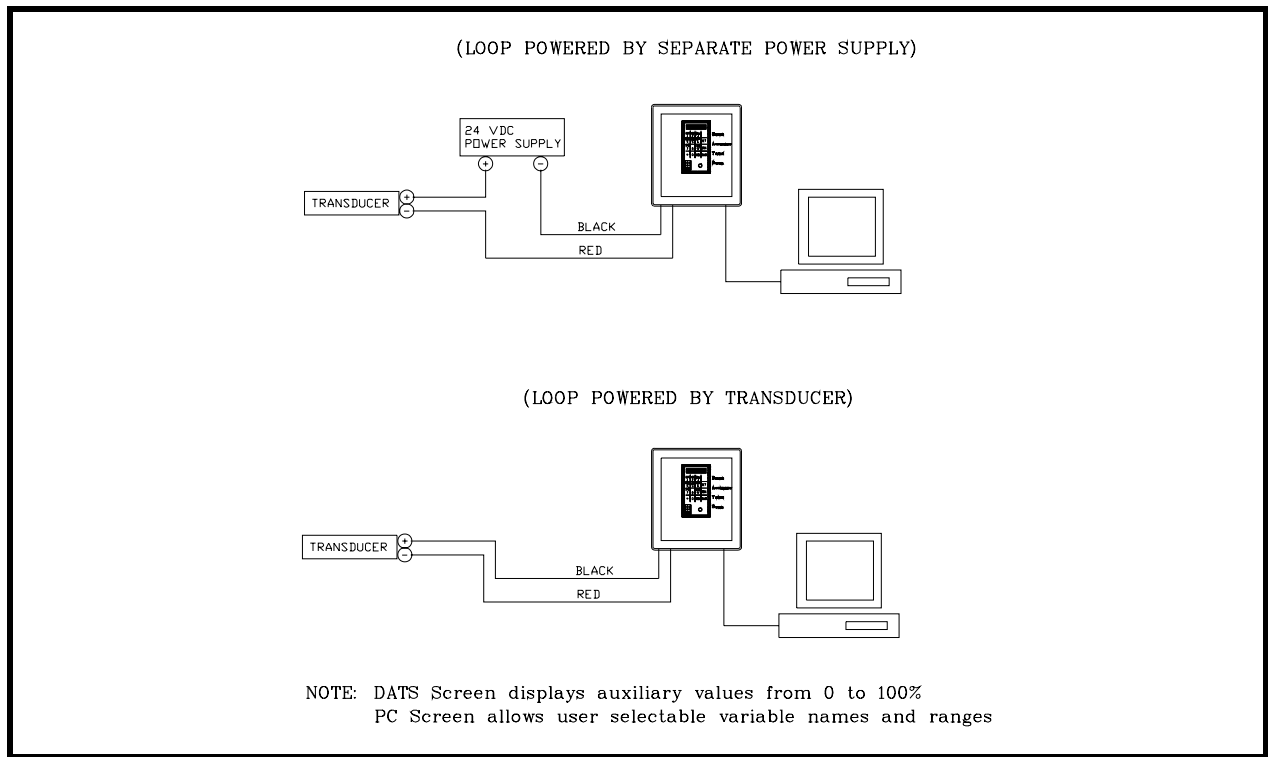 (LOOP POWERED BY SEPARATE POWER SUPPLY)
24 VDC
POWER SUPPLY
+
−
TRANSDUCER
+
−
BLACK
RED
(LOOP POWERED BY TRANSDUCER)
TRANSDUCER
+
−
BLACK
RED
NOTE: DATS Screen displays auxiliary values from 0 to 100%
PC Screen allows user selectable variable names and ranges